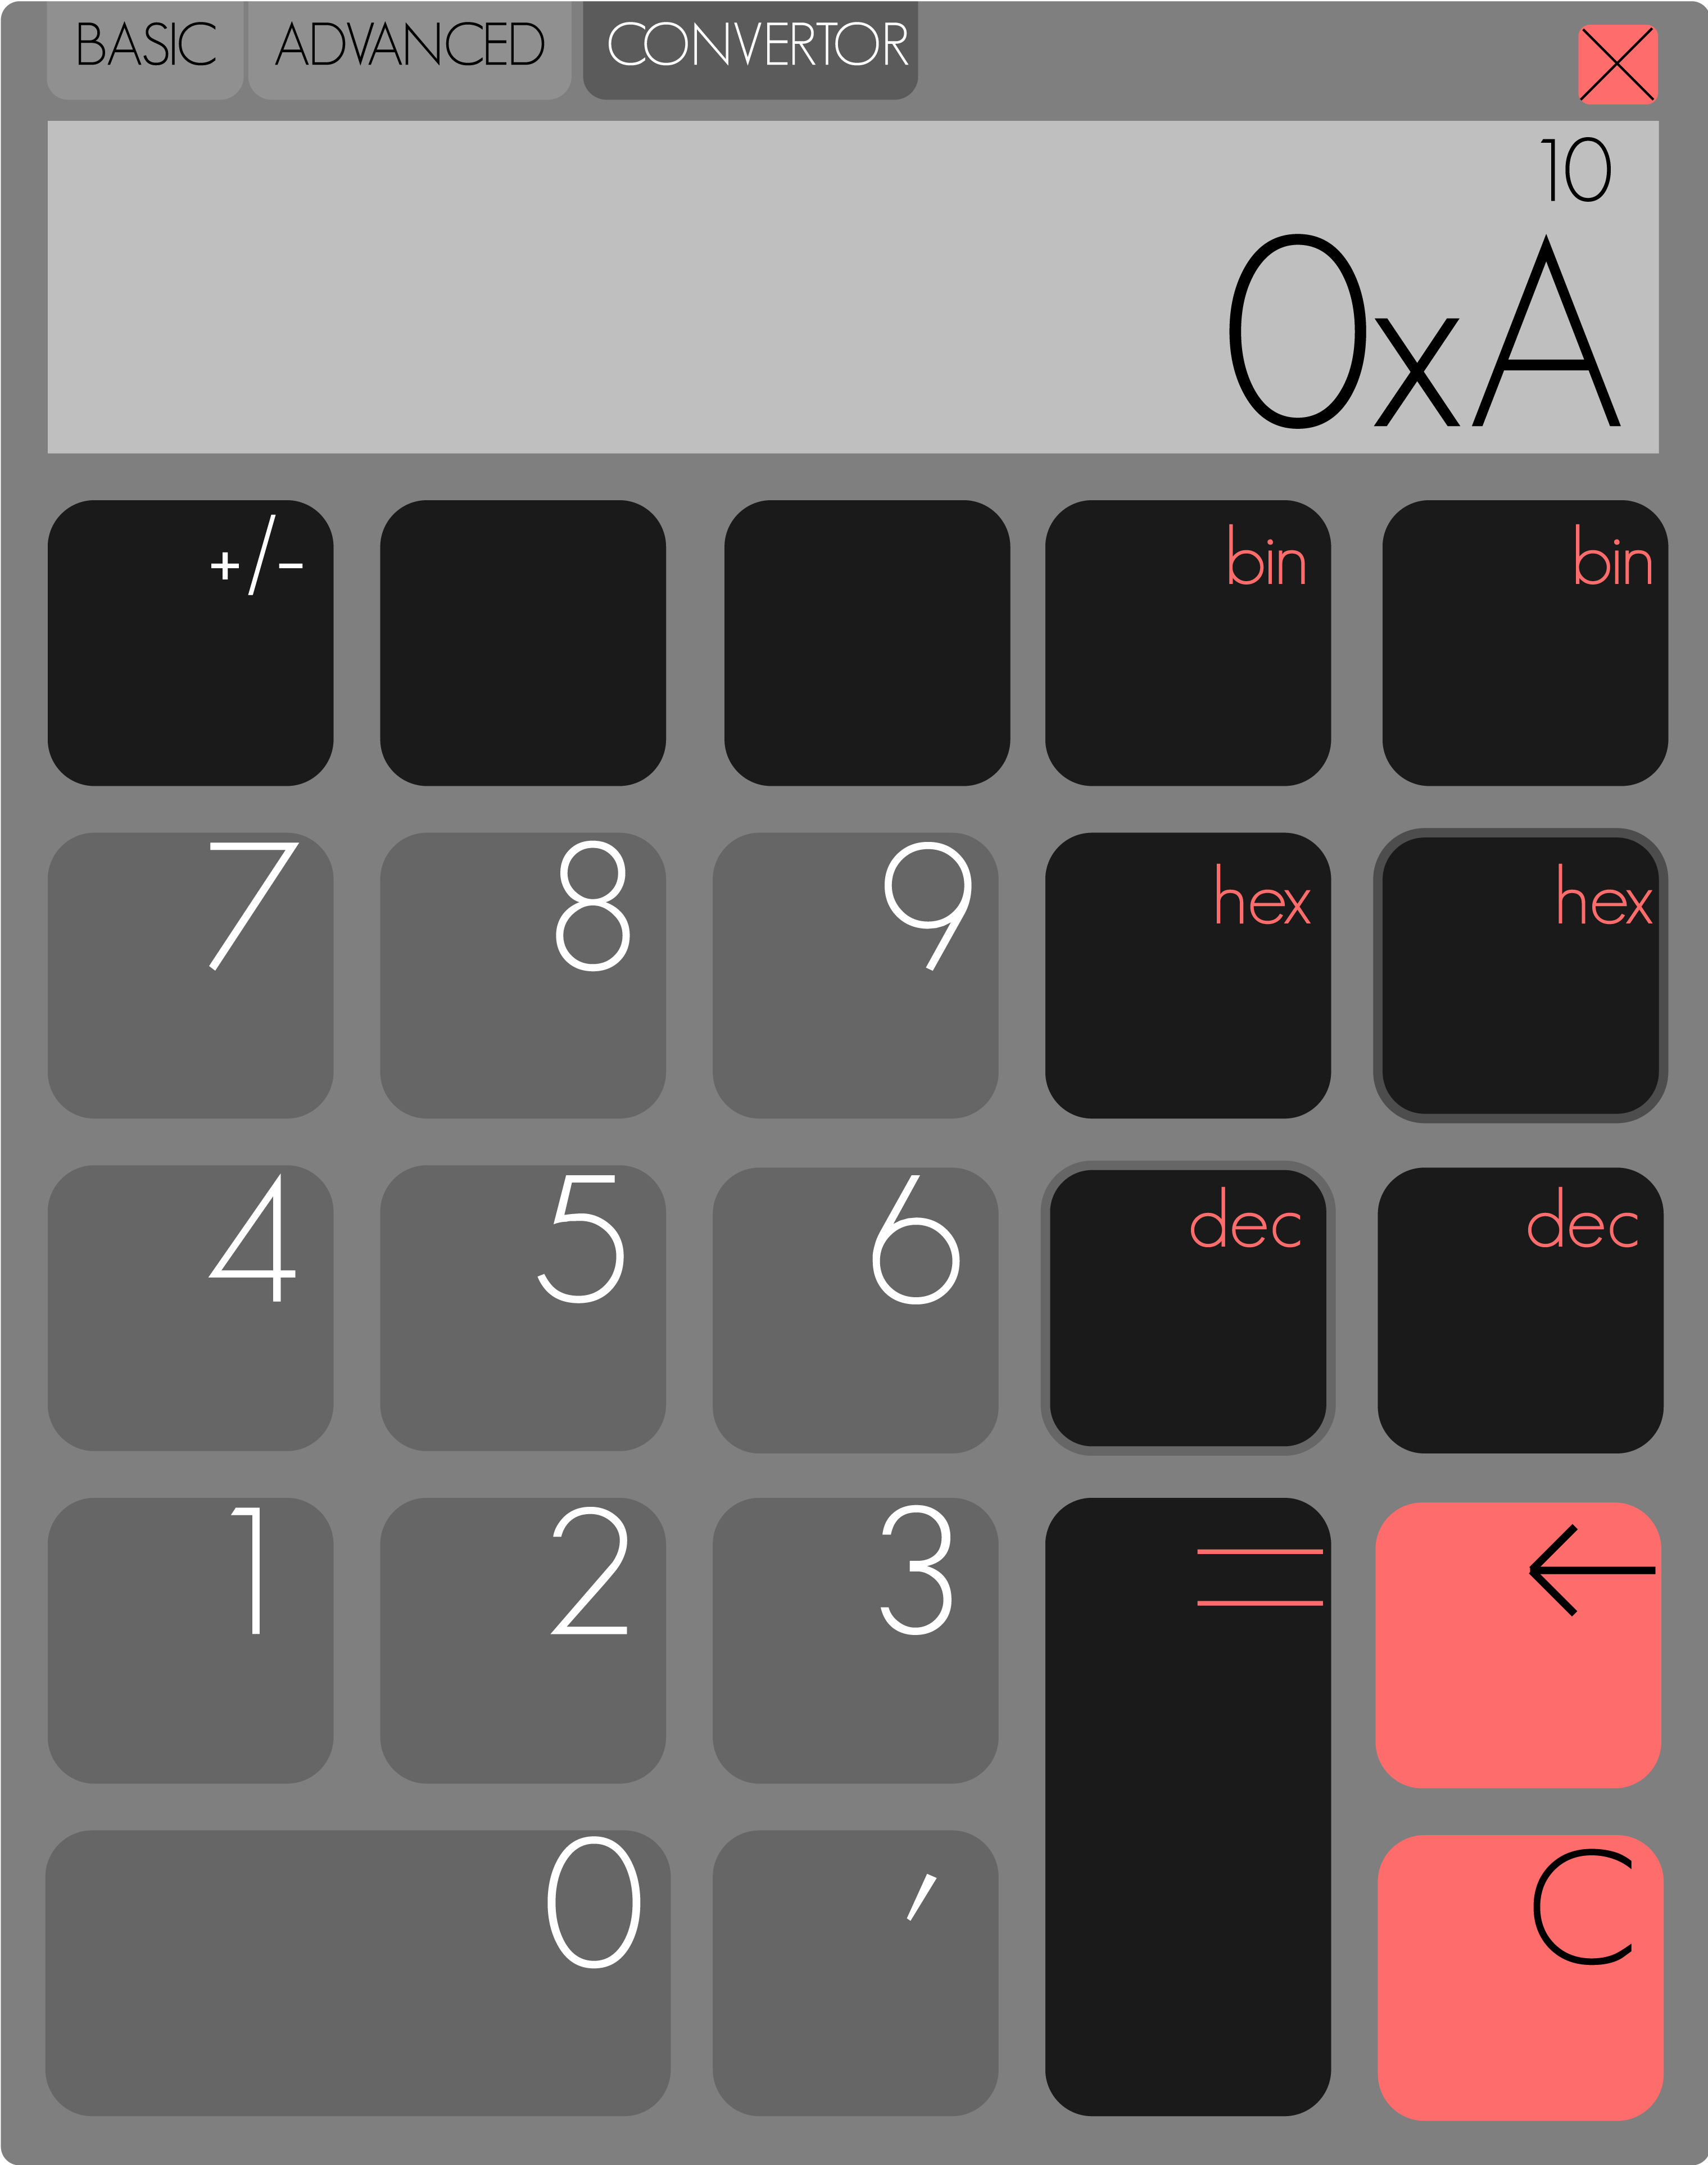 BASIC ADVANCED CONVERTOR
10
0xA
+/- bin bin
7 8 9 hex hex
4 5 6 dec dec
1 2 3 = ←
0 , C